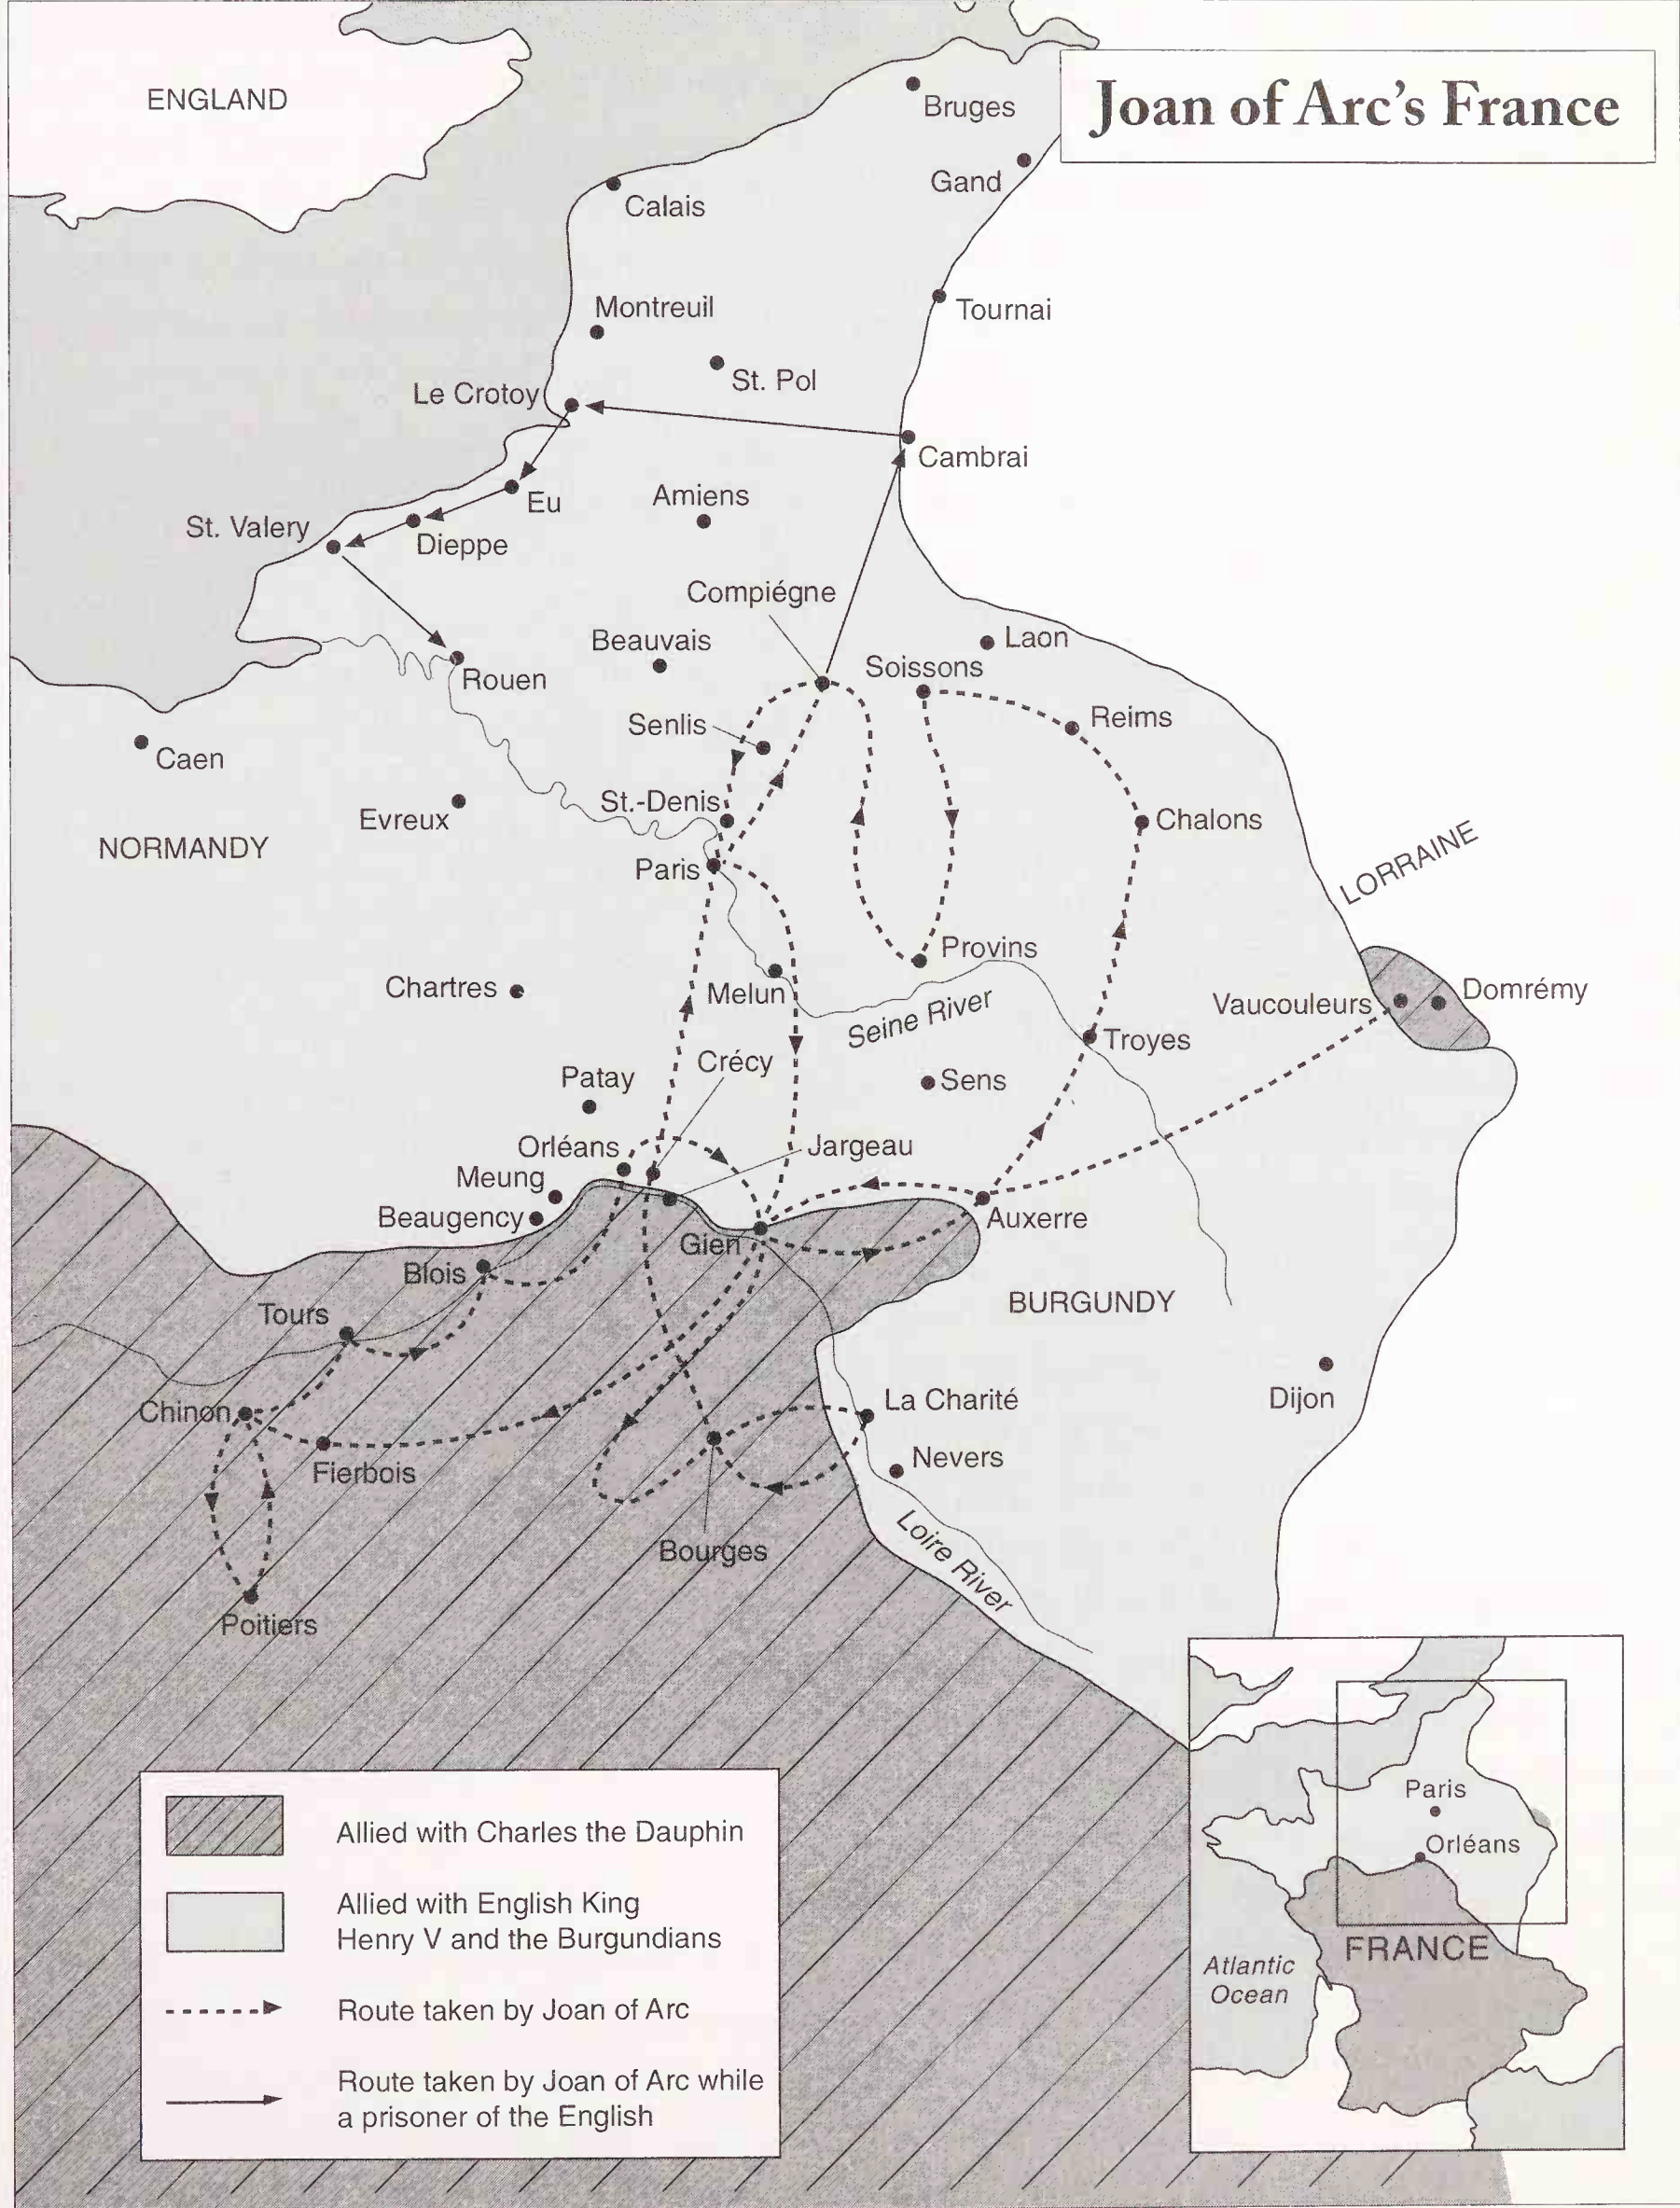 Joan of Arc's France
ENGLAND
Bruges
Gand
Calais
Tournai
Montreuil
St. Pol
Le Crotoy
Cambrai
Eu
Amiens
St. Valery
Dieppe
Compiégne
Laon
Beauvais
Soissons
Rouen
Senlis
Reims
Caen
St.-Denis
Evreux
Chalons
NORMANDY
Paris
LORRAINE
Provins
Chartres
Melun
Seine River
Vaucouleurs
Domrémy
Troyes
Crécy
Patay
Sens
Orléans
Jargeau
Meung
Beaugency
Auxerre
Gien
Blois
BURGUNDY
Tours
Dijon
La Charité
Chinon
Nevers
Fierbois
Loire River
Bourges
Poitiers
Allied with Charles the Dauphin
Allied with English King
Henry V and the Burgundians
Route taken by Joan of Arc
Route taken by Joan of Arc while
a prisoner of the English
Paris
Orléans
FRANCE
Atlantic
Ocean